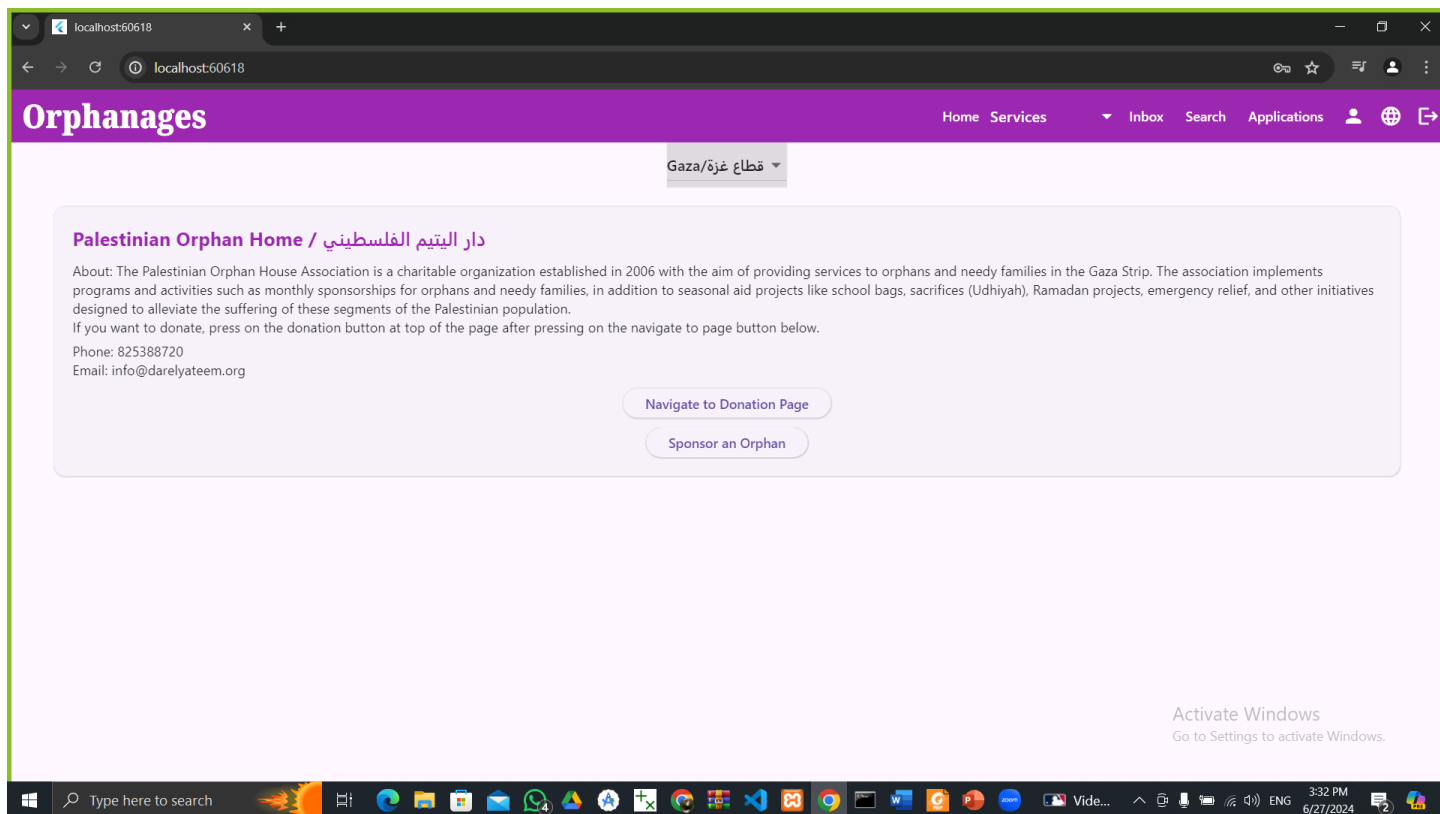 localhost:60618
localhost:60618
Orphanages
Home Services Inbox Search Applications
قطاع غزة/Gaza
Palestinian Orphan Home / دار اليتيم الفلسطيني
About: The Palestinian Orphan House Association is a charitable organization established in 2006 with the aim of providing services to orphans and needy families in the Gaza Strip. The association implements
programs and activities such as monthly sponsorships for orphans and needy families, in addition to seasonal aid projects like school bags, sacrifices (Udhiyah), Ramadan projects, emergency relief, and other initiatives
designed to alleviate the suffering of these segments of the Palestinian population.
If you want to donate, press on the donation button at top of the page after pressing on the navigate to page button below.
Phone: 825388720
Email: info@darelyateem.org
Navigate to Donation Page
Sponsor an Orphan
Activate Windows
Go to Settings to activate Windows.
Type here to search
4
zoom
Vide...
ENG
3:32 PM
6/27/2024
2